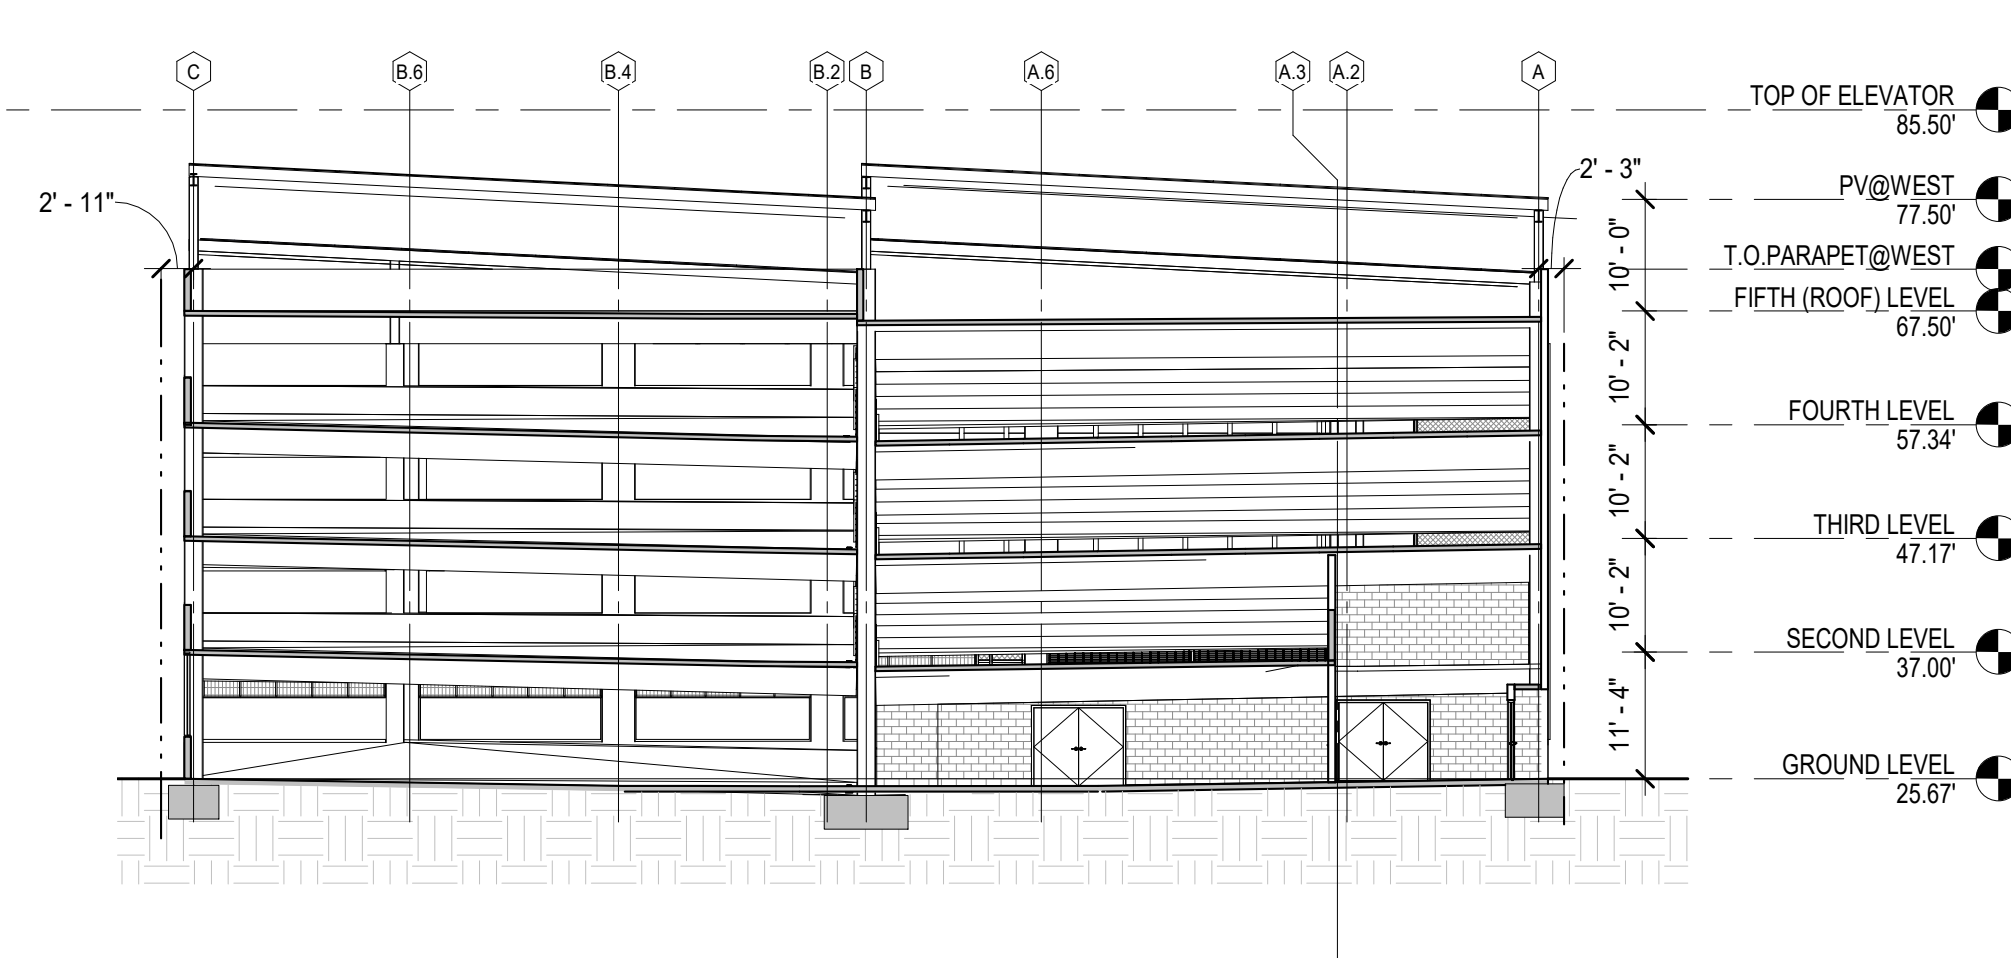 C
B.6
B.4
B.2
B
A.6
A.3
A.2
A
TOP OF ELEVATOR
85.50'
2' - 11"
2' - 3"
PV@WEST
77.50'
10' - 0"
T.O.PARAPET@WEST
FIFTH (ROOF) LEVEL
67.50'
10' - 2"
FOURTH LEVEL
57.34'
10' - 2"
THIRD LEVEL
47.17'
10' - 2"
SECOND LEVEL
37.00'
11' - 4"
GROUND LEVEL
25.67'